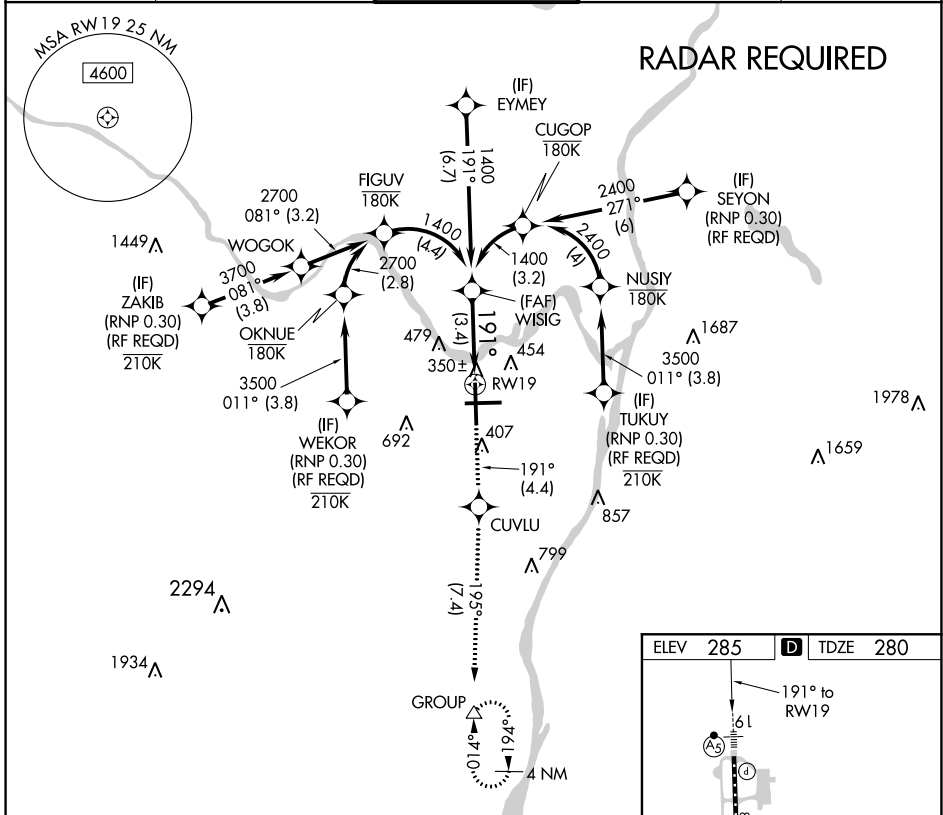 MSA RW19 25 NM
4600
RADAR REQUIRED
(IF)
EYMEY
1400
191°
(6.7)
CUGOP
180K
FIGUV
180K
2400
271°
(6)
(IF)
SEYON
(RNP 0.30)
(RF REQD)
2700
081° (3.2)
1400
(4.4)
1449
WOGOK
3700
081°
(3.8)
2700
(2.8)
1400
(3.2)
2400
(4)
NUSIY
180K
(IF)
ZAKIB
(RNP 0.30)
(RF REQD)
210K
OKNUE
180K
(FAF)
WISIG
191°
(3.4)
479
454
350±
RW19
1687
3500
011° (3.8)
3500
011° (3.8)
1978
(IF)
WEKOR
(RNP 0.30)
(RF REQD)
210K
692
407
(IF)
TUKUY
(RNP 0.30)
(RF REQD)
210K
1659
191°
(4.4)
CUVLU
857
799
195°
(7.4)
2294
1934
GROUP
014°
194°
4 NM
ELEV 285 D TDZE 280
191° to
RW19
19
A5
P